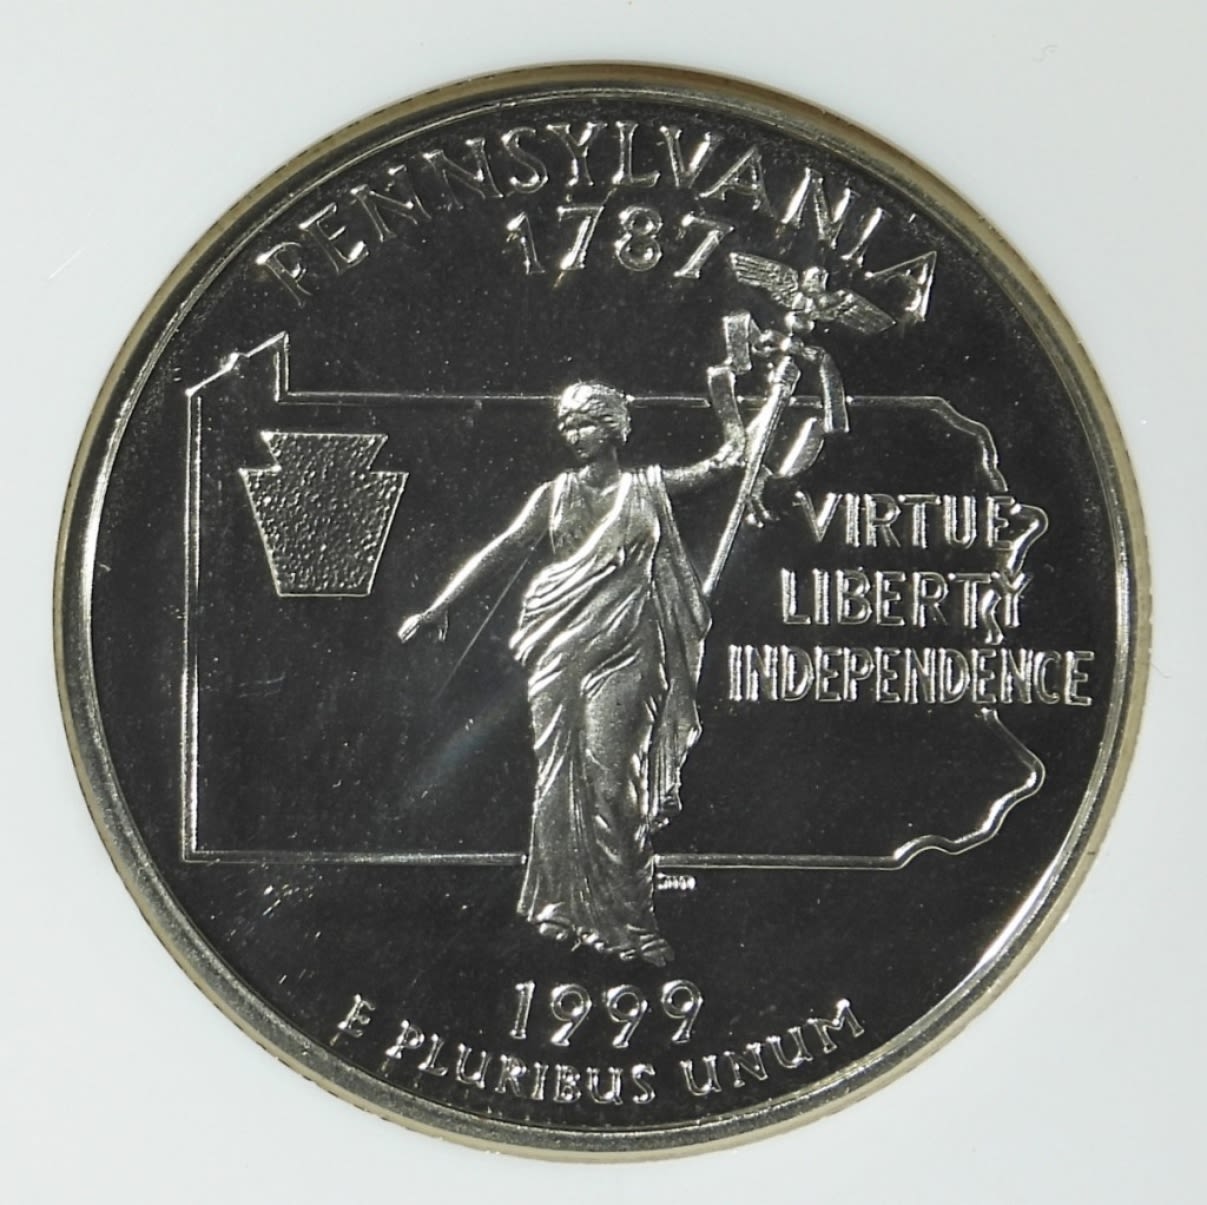 PENNSYLVANIA
1787
VIRTUE
LIBERTY
INDEPENDENCE
1999
E PLURIBUS UNUM